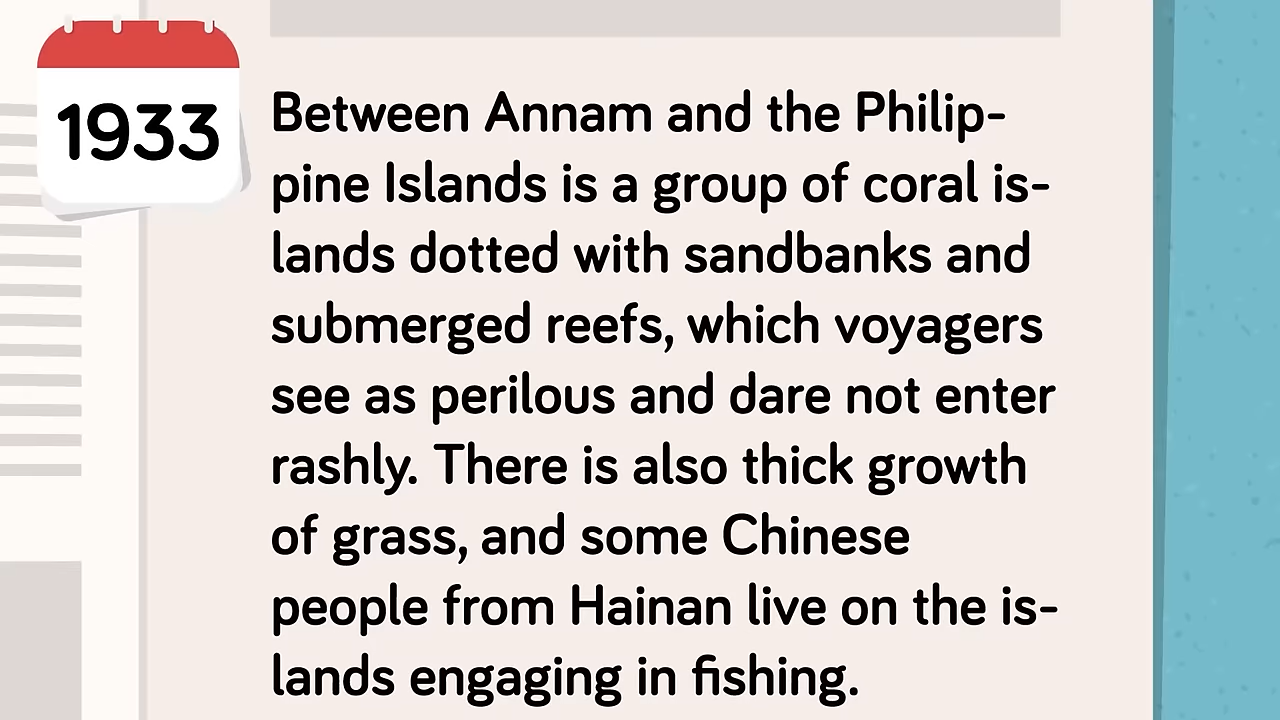 1933
Between Annam and the Philip-
pine Islands is a group of coral is-
lands dotted with sandbanks and
submerged reefs, which voyagers
see as perilous and dare not enter
rashly. There is also thick growth
of grass, and some Chinese
people from Hainan live on the is-
lands engaging in fishing.